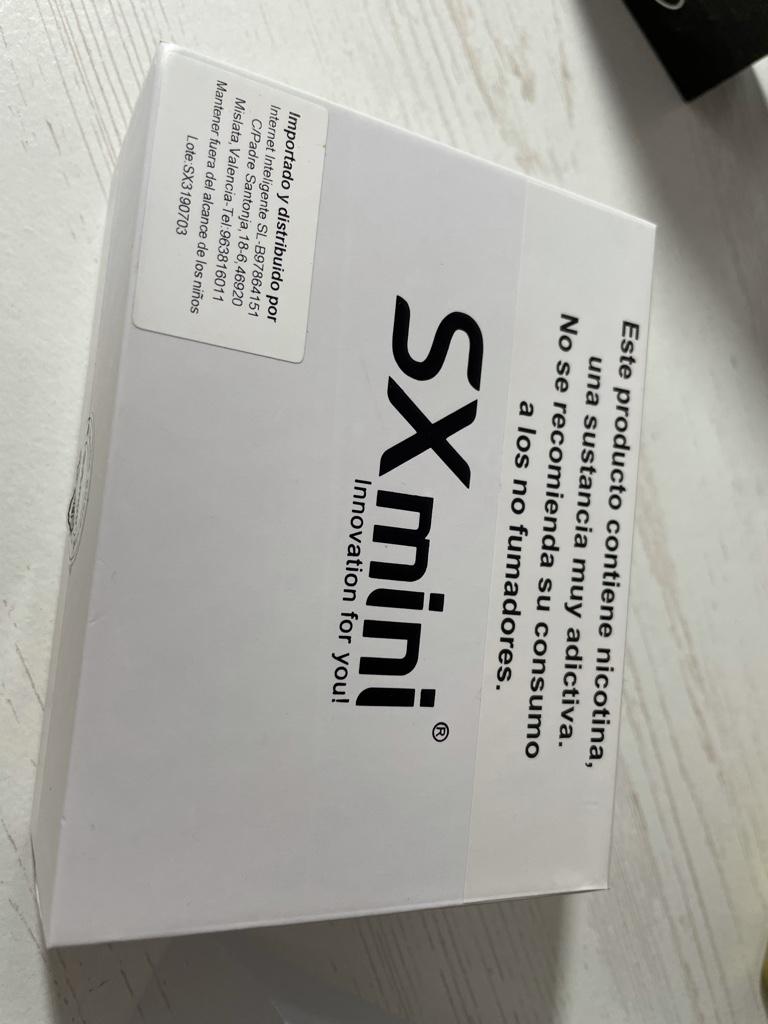 Este producto contiene nicotina,
una sustancia muy adictiva.
No se recomienda su consumo
a los no fumadores.
SXmini®
Innovation for you!
Importado y distribuido por
Internet Inteligente SL-B97864151
C/Padre Santonja,18-6,46920
Mislata,Valencia-Tel:963816011
Mantener fuera del alcance de los niños
Lote:SX3190703